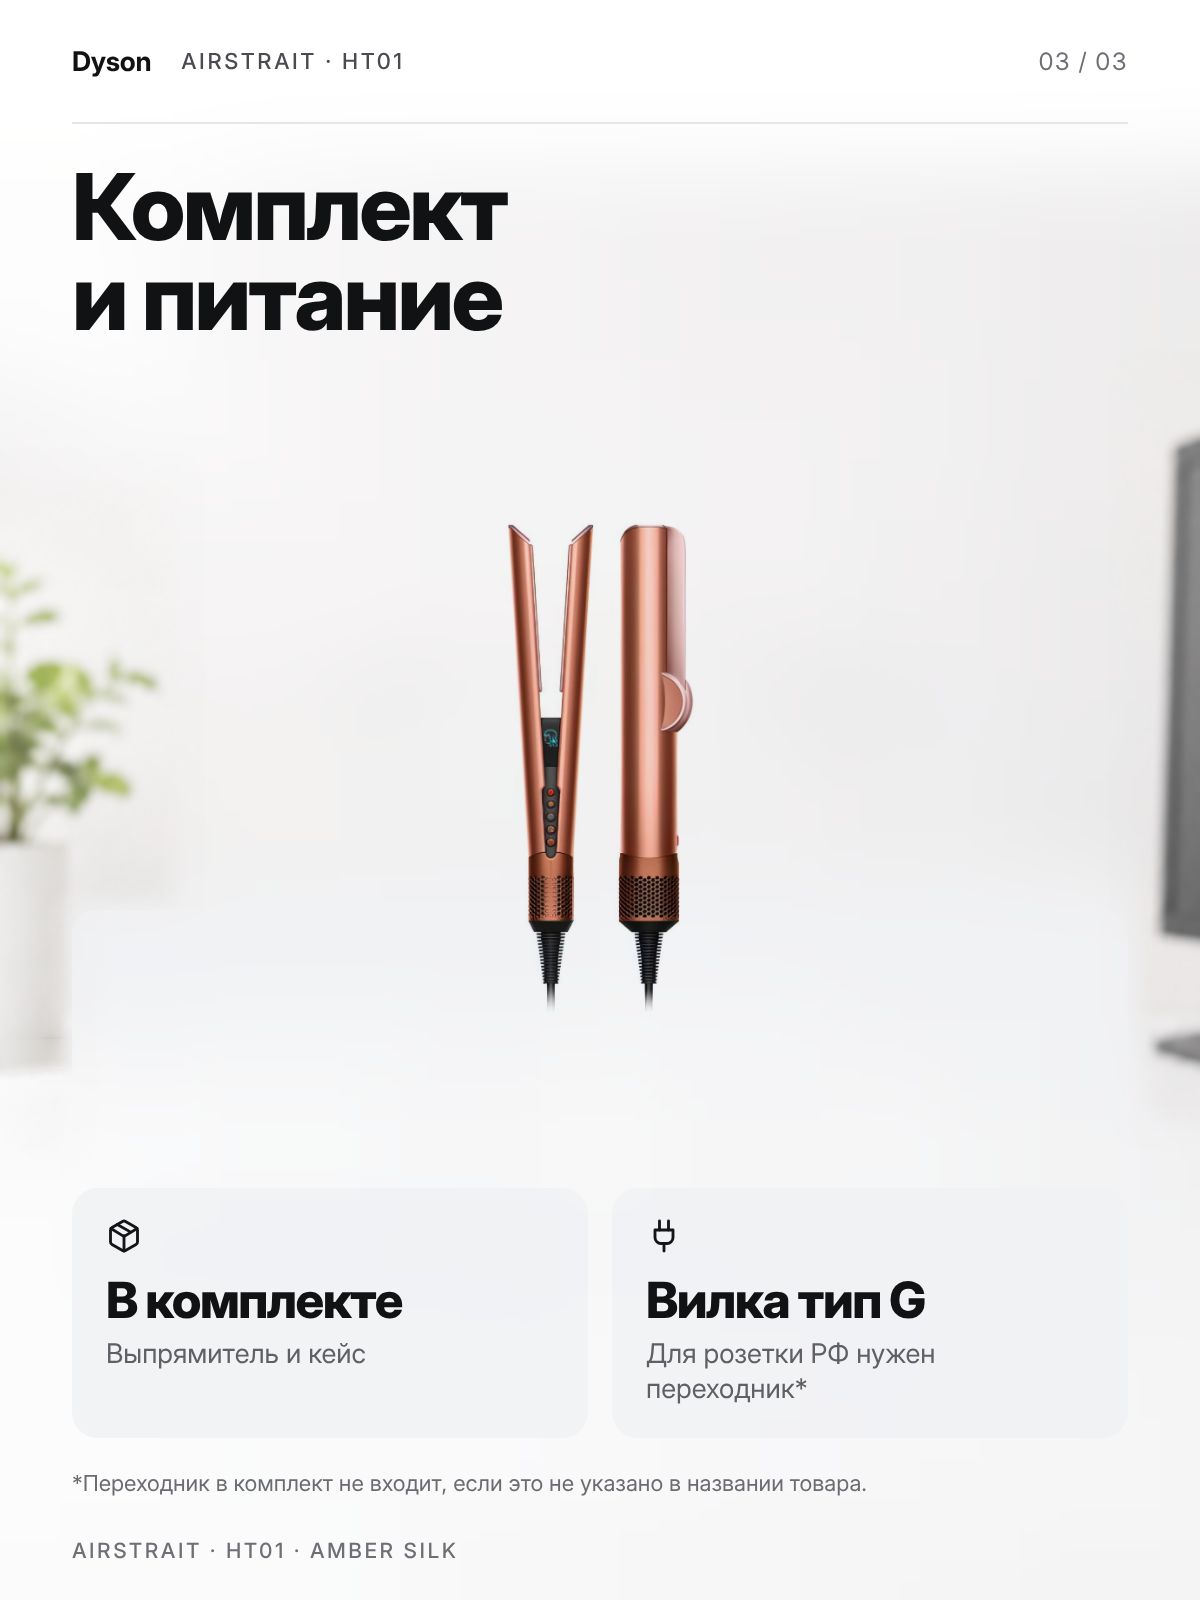 Dyson AIRSTRAIT · HT01 03 / 03
Комплект
и питание
В комплекте
Выпрямитель и кейс
Вилка тип G
Для розетки РФ нужен
переходник*
*Переходник в комплект не входит, если это не указано в названии товара.
AIRSTRAIT · HT01 · AMBER SILK